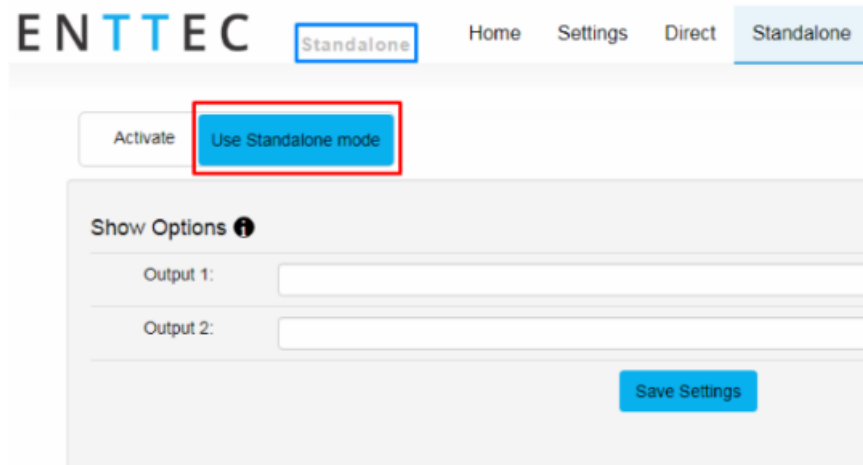 ENTTEC Standalone Home Settings Direct Standalone
Activate Use Standalone mode
Show Options
Output 1:
Output 2:
Save Settings